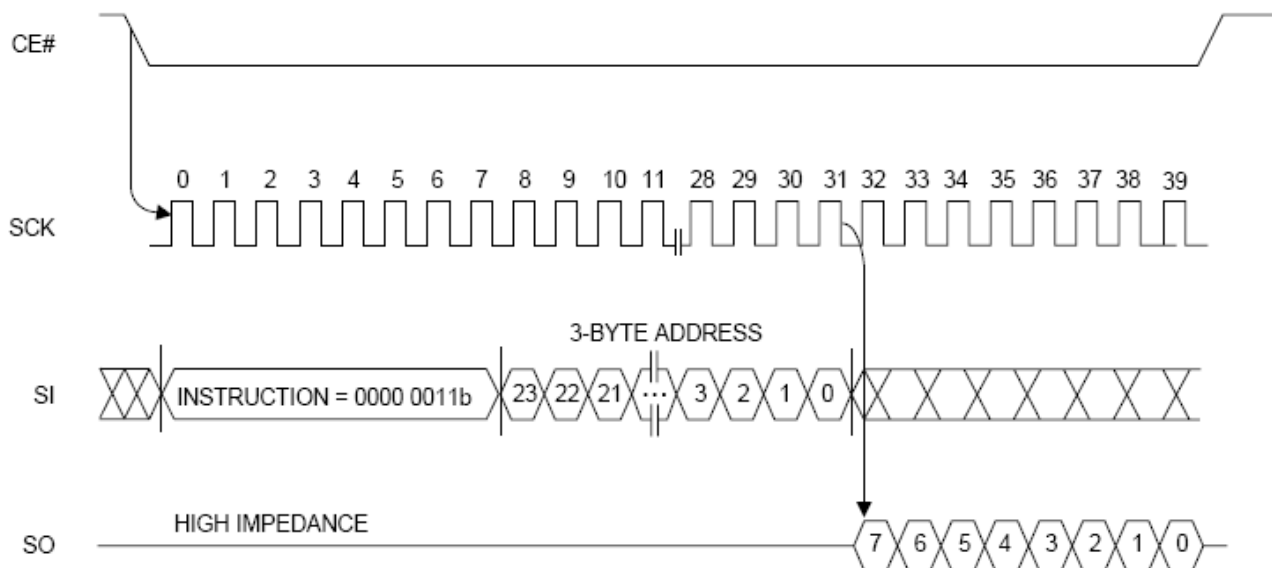 CE#
0 1 2 3 4 5 6 7 8 9 10 11 28 29 30 31 32 33 34 35 36 37 38 39
SCK
3-BYTE ADDRESS
SI INSTRUCTION = 0000 0011b 23 22 21 ... 3 2 1 0
HIGH IMPEDANCE
SO 7 6 5 4 3 2 1 0